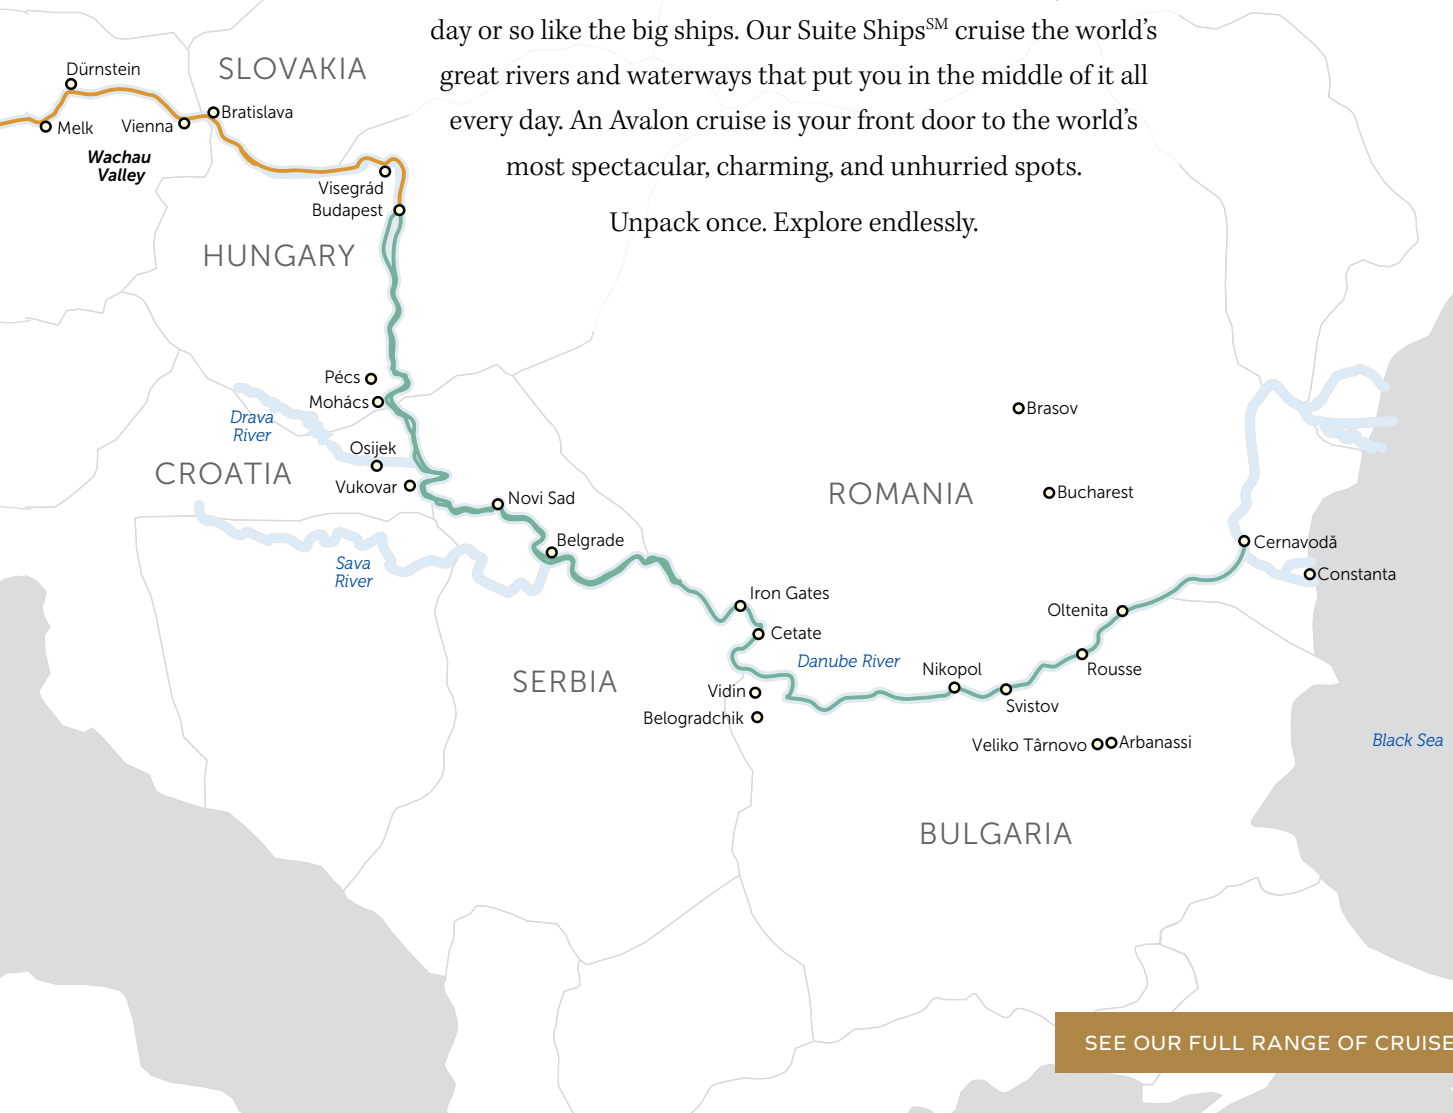 day or so like the big ships. Our Suite Ships℠ cruise the world’s
great rivers and waterways that put you in the middle of it all
every day. An Avalon cruise is your front door to the world’s
most spectacular, charming, and unhurried spots.
Unpack once. Explore endlessly.
Dürnstein
SLOVAKIA
Bratislava
Melk
Vienna
Wachau
Valley
Visegrád
Budapest
HUNGARY
Pécs
Mohács
Drava
River
Osijek
CROATIA
Vukovar
Novi Sad
Belgrade
Sava
River
Brasov
ROMANIA
Bucharest
Cernavodă
Constanta
Iron Gates
Oltenita
Cetate
Danube River
Nikopol
Rousse
SERBIA
Vidin
Svistov
Belogradchik
Veliko Târnovo
Arbanassi
Black Sea
BULGARIA
SEE OUR FULL RANGE OF CRUISE